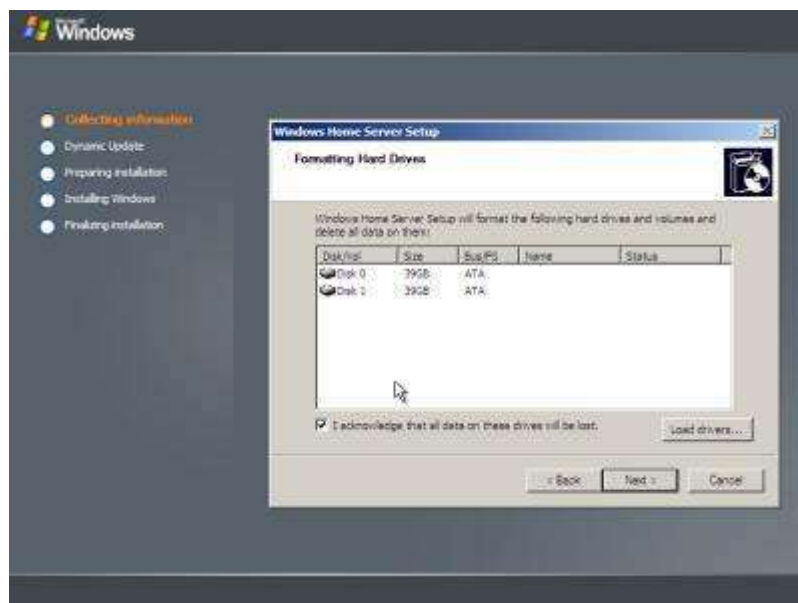 Microsoft
Windows
Collecting information
Dynamic Update
Preparing installation
Installing Windows
Finalizing installation
Windows Home Server Setup
Formatting Hard Drives
Windows Home Server Setup will format the following hard drives and volumes and
delete all data on them:
Disk/Vol Size Bus/FS Name Status
Disk 0 39GB ATA
Disk 1 39GB ATA
I acknowledge that all data on these drives will be lost.
Load drivers...
< Back Next > Cancel